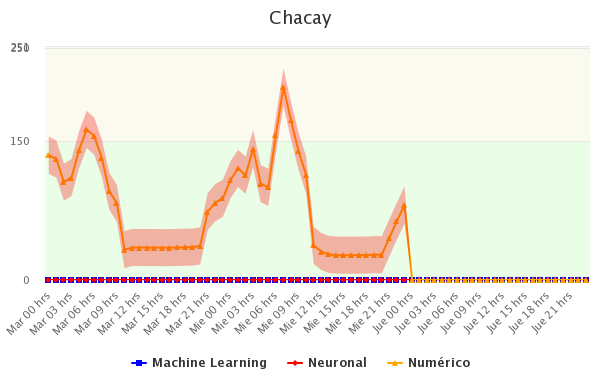 Chacay
250
150
0
Mar 00 hrs
Mar 03 hrs
Mar 06 hrs
Mar 09 hrs
Mar 12 hrs
Mar 15 hrs
Mar 18 hrs
Mar 21 hrs
Mie 00 hrs
Mie 03 hrs
Mie 06 hrs
Mie 09 hrs
Mie 12 hrs
Mie 15 hrs
Mie 18 hrs
Mie 21 hrs
Jue 00 hrs
Jue 03 hrs
Jue 06 hrs
Jue 09 hrs
Jue 12 hrs
Jue 15 hrs
Jue 18 hrs
Jue 21 hrs
Machine Learning Neuronal Numérico